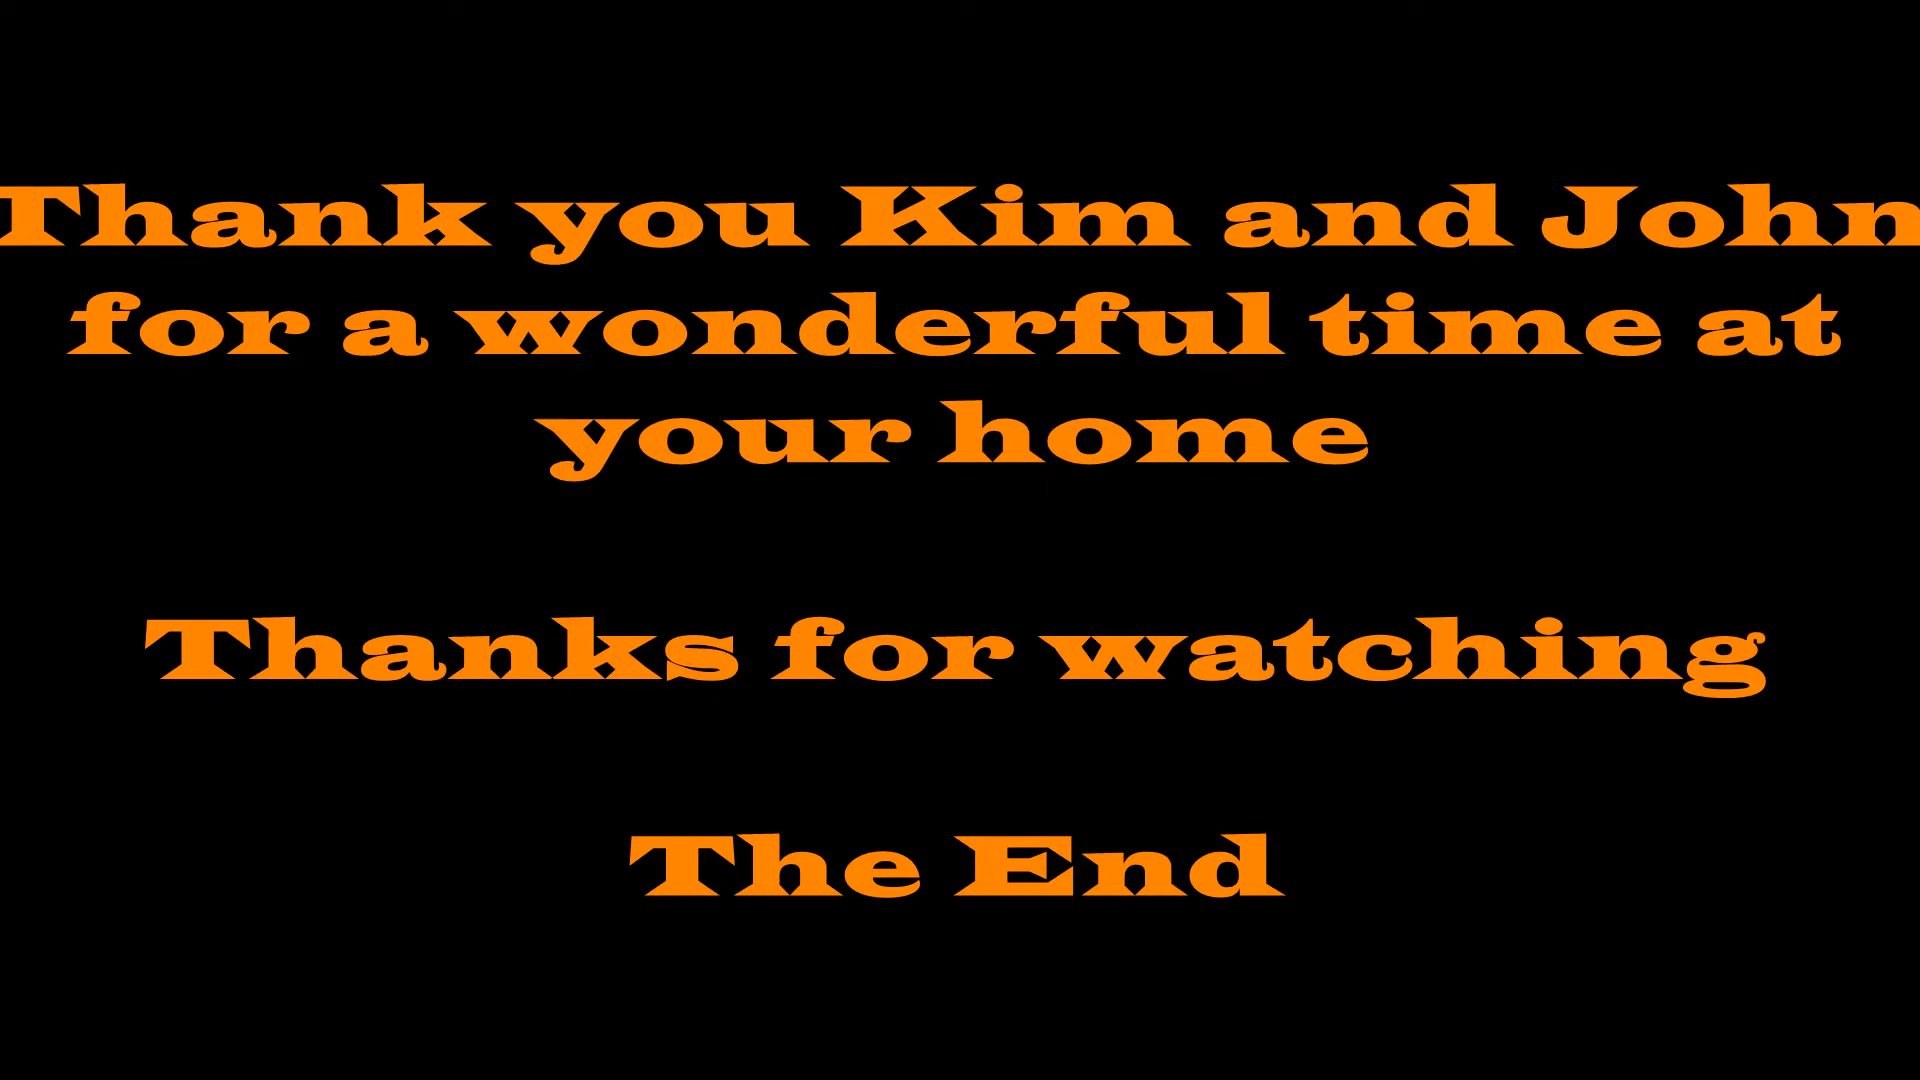 Thank you Kim and John
for a wonderful time at
your home
Thanks for watching
The End